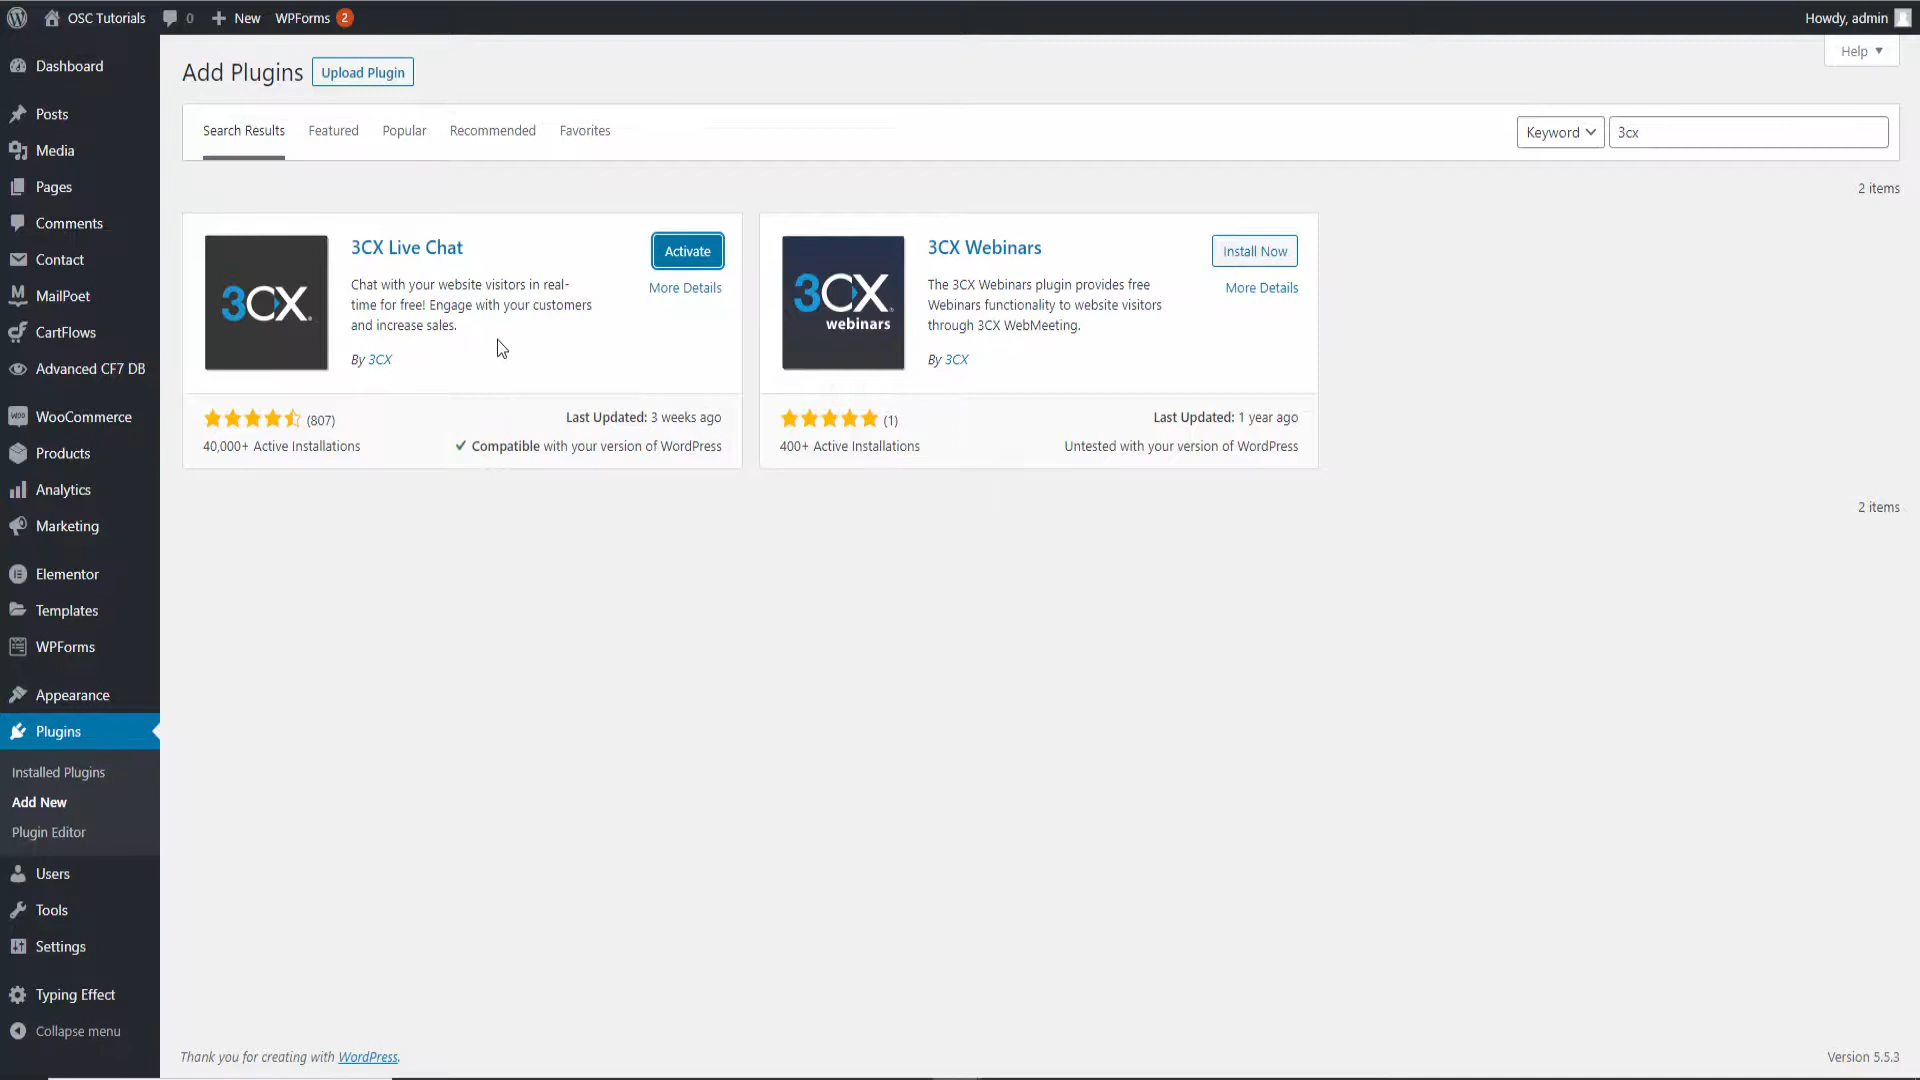 OSC Tutorials
0
New
WPForms 2
Howdy, admin
Help
Dashboard
Posts
Media
Pages
Comments
Contact
MailPoet
CartFlows
Advanced CF7 DB
WooCommerce
Products
Analytics
Marketing
Elementor
Templates
WPForms
Appearance
Plugins
Installed Plugins
Add New
Plugin Editor
Users
Tools
Settings
Typing Effect
Collapse menu
Add Plugins
Upload Plugin
Search Results
Featured
Popular
Recommended
Favorites
Keyword
3cx
2 items
3CX
3CX Live Chat
Activate
More Details
Chat with your website visitors in real-
time for free! Engage with your customers
and increase sales.
By 3CX
(807)
Last Updated: 3 weeks ago
40,000+ Active Installations
Compatible with your version of WordPress
3CX
webinars
3CX Webinars
Install Now
More Details
The 3CX Webinars plugin provides free
Webinars functionality to website visitors
through 3CX WebMeeting.
By 3CX
(1)
Last Updated: 1 year ago
400+ Active Installations
Untested with your version of WordPress
2 items
Thank you for creating with WordPress.
Version 5.5.3